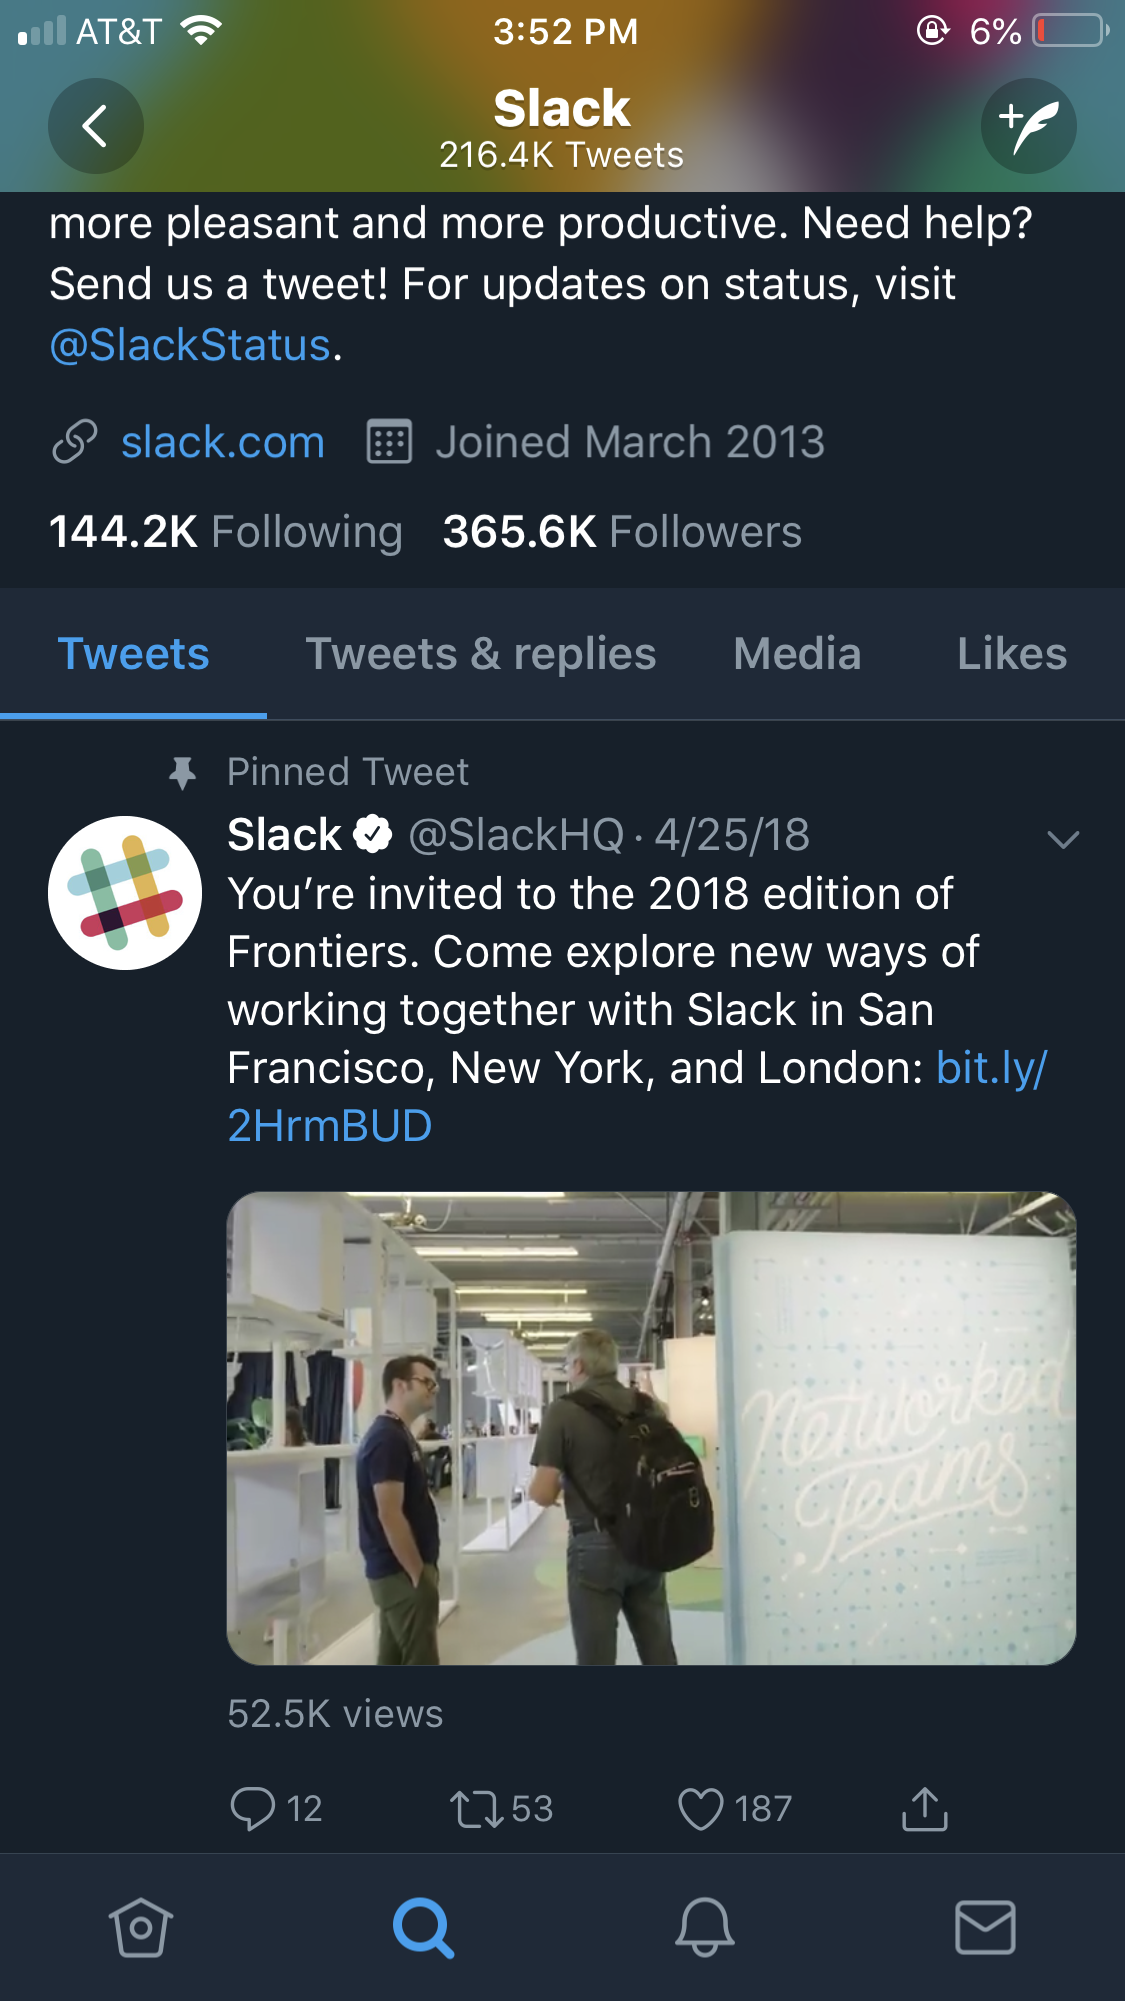 AT&T 3:52 PM 6%
Slack
216.4K Tweets
more pleasant and more productive. Need help?
Send us a tweet! For updates on status, visit
@SlackStatus.
slack.com Joined March 2013
144.2K Following 365.6K Followers
Tweets Tweets & replies Media Likes
Pinned Tweet
Slack @SlackHQ · 4/25/18
You’re invited to the 2018 edition of
Frontiers. Come explore new ways of
working together with Slack in San
Francisco, New York, and London: bit.ly/
2HrmBUD
Networked
Teams
52.5K views
12 53 187